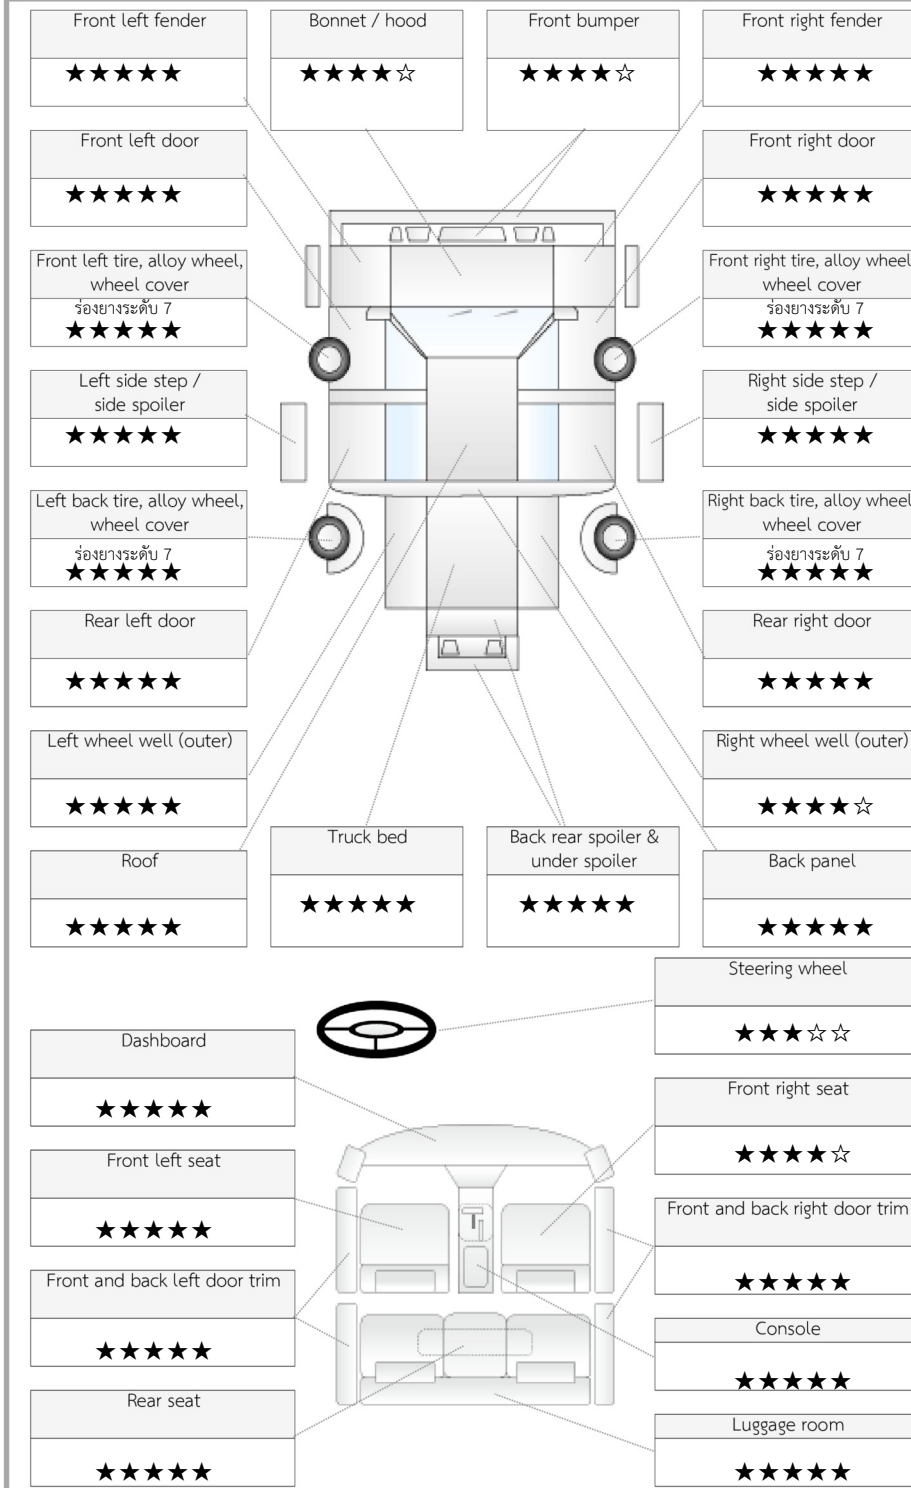 Front left fender
★★★★★
Bonnet / hood
★★★★☆
Front bumper
★★★★☆
Front right fender
★★★★★
Front left door
★★★★★
Front right door
★★★★★
Front left tire, alloy wheel,
wheel cover
ร่องยางระดับ 7
★★★★★
Front right tire, alloy wheel
wheel cover
ร่องยางระดับ 7
★★★★★
Left side step /
side spoiler
★★★★★
Right side step /
side spoiler
★★★★★
Left back tire, alloy wheel,
wheel cover
ร่องยางระดับ 7
★★★★★
Right back tire, alloy wheel
wheel cover
ร่องยางระดับ 7
★★★★★
Rear left door
★★★★★
Rear right door
★★★★★
Left wheel well (outer)
★★★★★
Right wheel well (outer)
★★★★☆
Roof
★★★★★
Truck bed
★★★★★
Back rear spoiler &
under spoiler
★★★★★
Back panel
★★★★★
Steering wheel
★★★☆☆
Dashboard
★★★★★
Front right seat
★★★★☆
Front left seat
★★★★★
Front and back right door trim
★★★★★
Front and back left door trim
★★★★★
Console
★★★★★
Rear seat
★★★★★
Luggage room
★★★★★